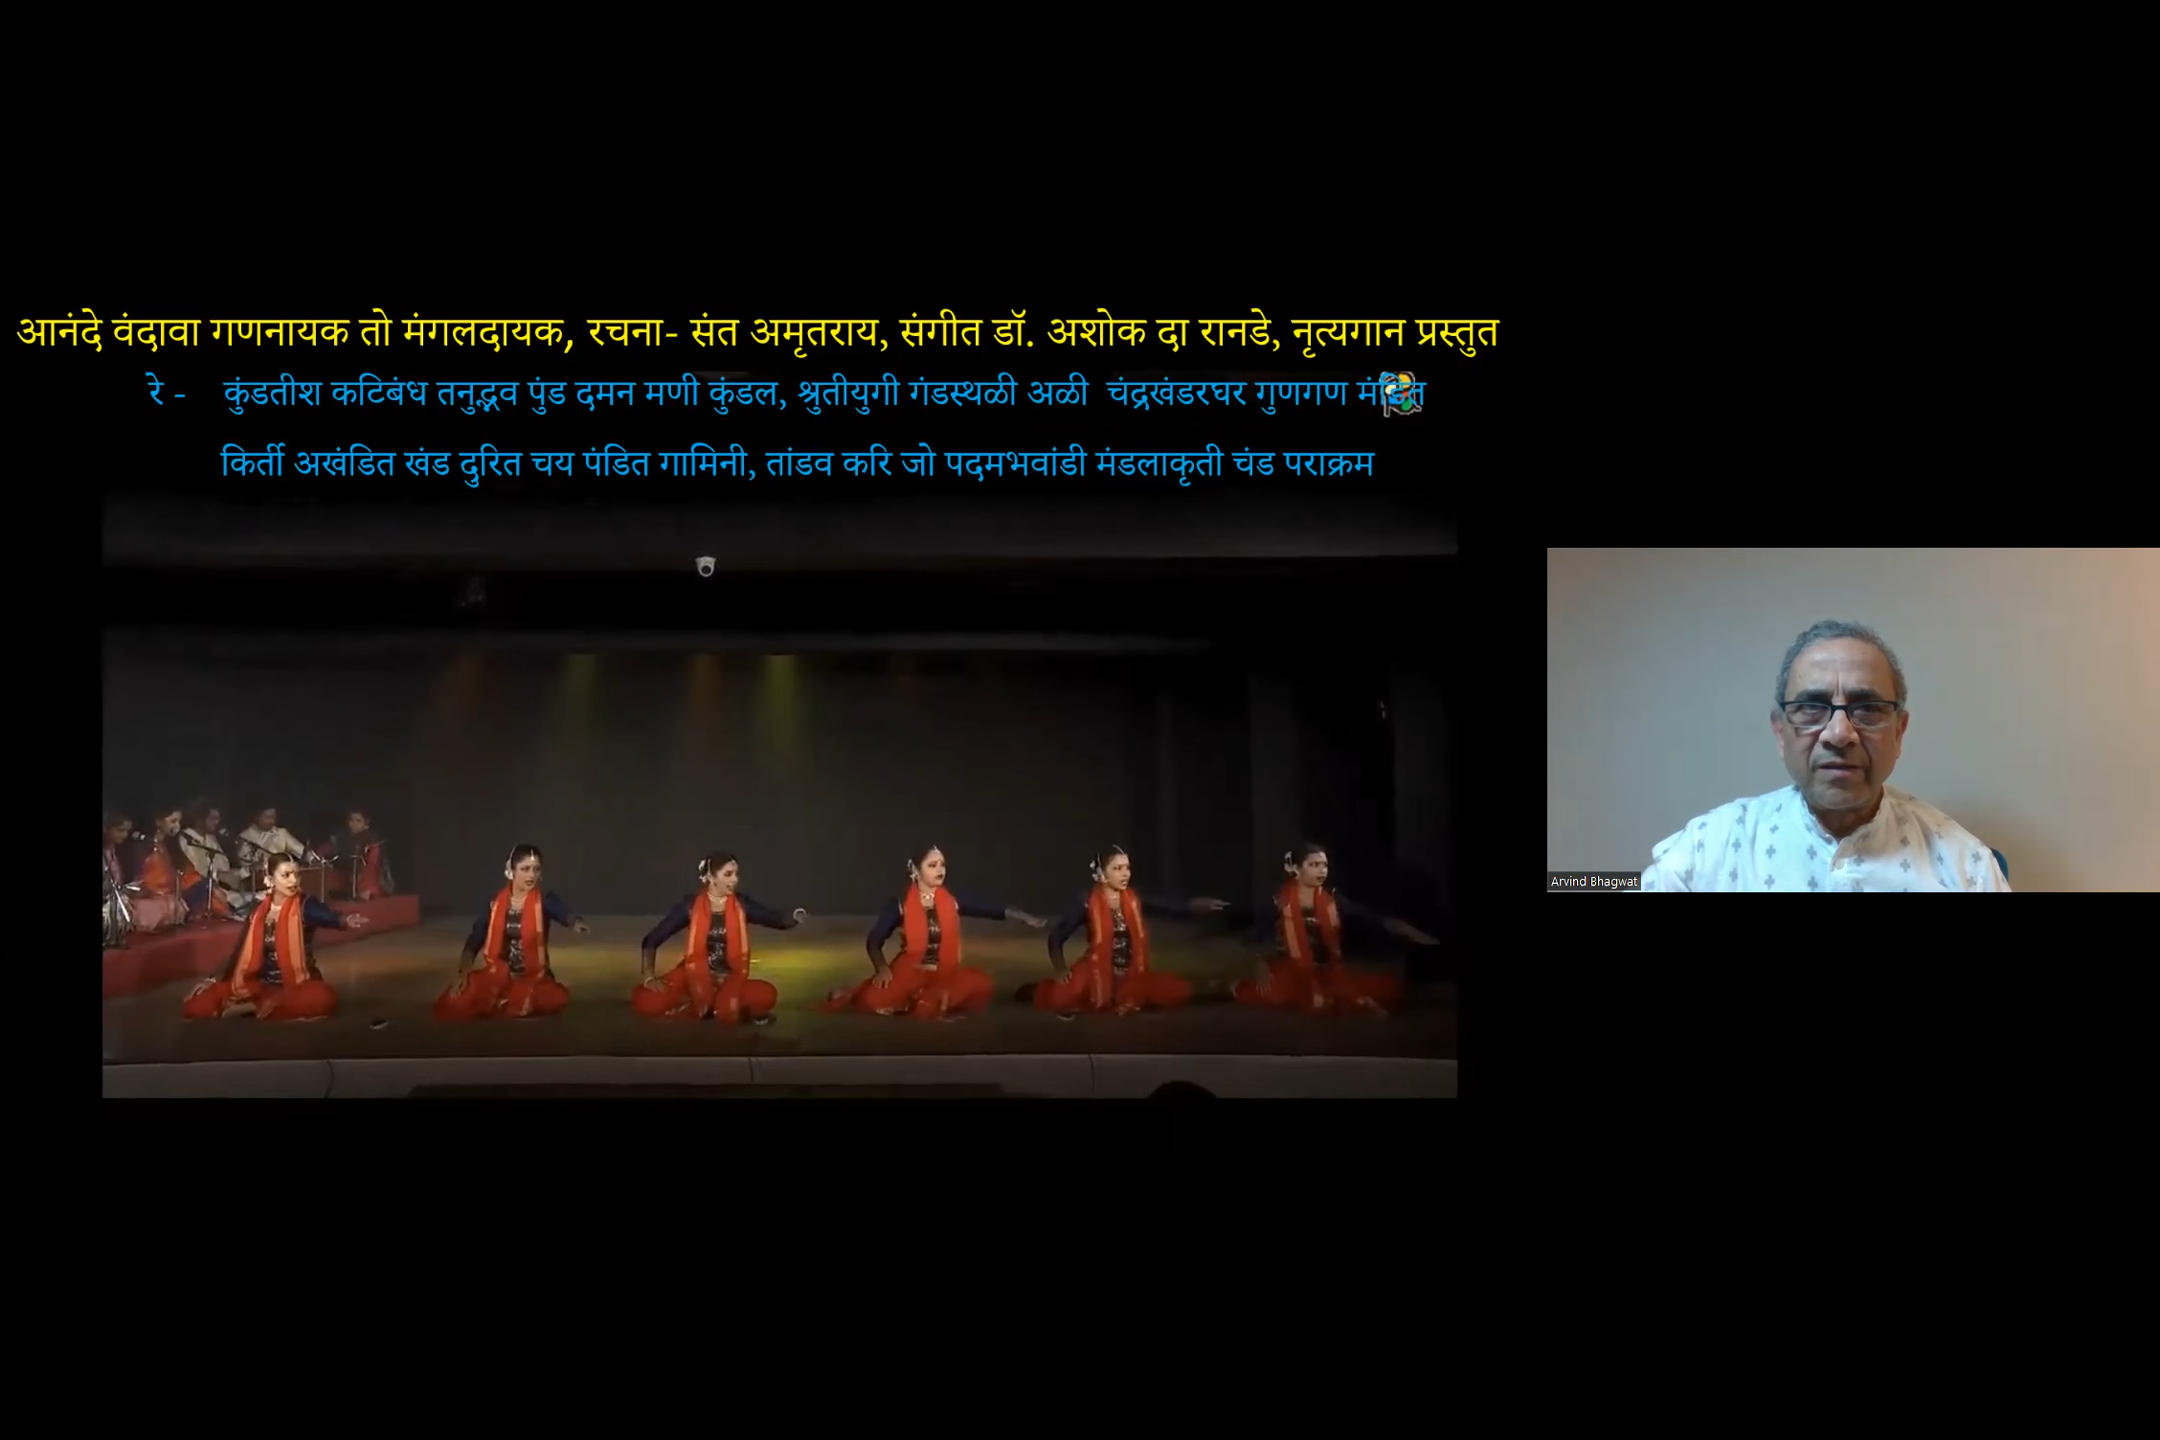 आनंदे वंदावा गणनायक तो मंगलदायक, रचना- संत अमृतराय, संगीत डॉ. अशोक दा रानडे, नृत्यगान प्रस्तुत
रे - कुंडतीश कटिबंध तनुद्भव पुंड दमन मणी कुंडल, श्रुतीयुगी गंडस्थळी अळी चंद्रखंडरघर गुणगण मंडित
किर्ती अखंडित खंड दुरित चय पंडित गामिनी, तांडव करि जो पदमभवांडी मंडलाकृती चंड पराक्रम
Arvind Bhagwat